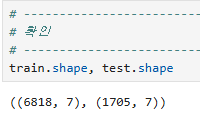 # -------------------------
# 확인
# -------------------------
train.shape, test.shape
((6818, 7), (1705, 7))